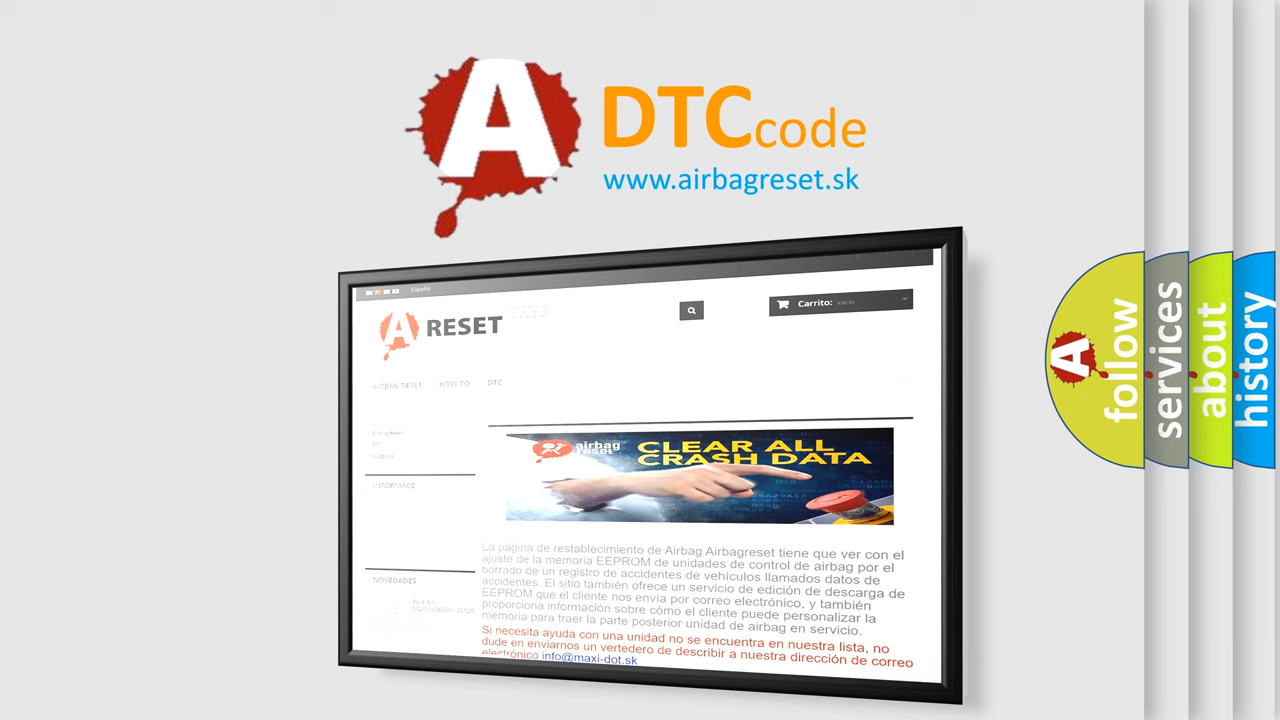 A
DTC code
www.airbagreset.sk
Español
A RESET
Carrito: vacío
AIRBAG RESET HOW TO DTC
INFORMACE
NOVEDADES
airbag
reset
CLEAR ALL
CRASH DATA
La página de restablecimiento de Airbag Airbagreset tiene que ver con el
ajuste de la memoria EEPROM de unidades de control de airbag por el
borrado de un registro de accidentes de vehículos llamados datos de
accidentes. El sitio también ofrece un servicio de edición de descarga de
EEPROM que el cliente nos envía por correo electrónico, y también
proporciona información sobre cómo el cliente puede personalizar la
memoria para traer la parte posterior unidad de airbag en servicio.
Si necesita ayuda con una unidad no se encuentra en nuestra lista, no
dude en enviarnos un vertedero de describir a nuestra dirección de correo
electrónico info@maxi-dot.sk
A
follow
services
about
history